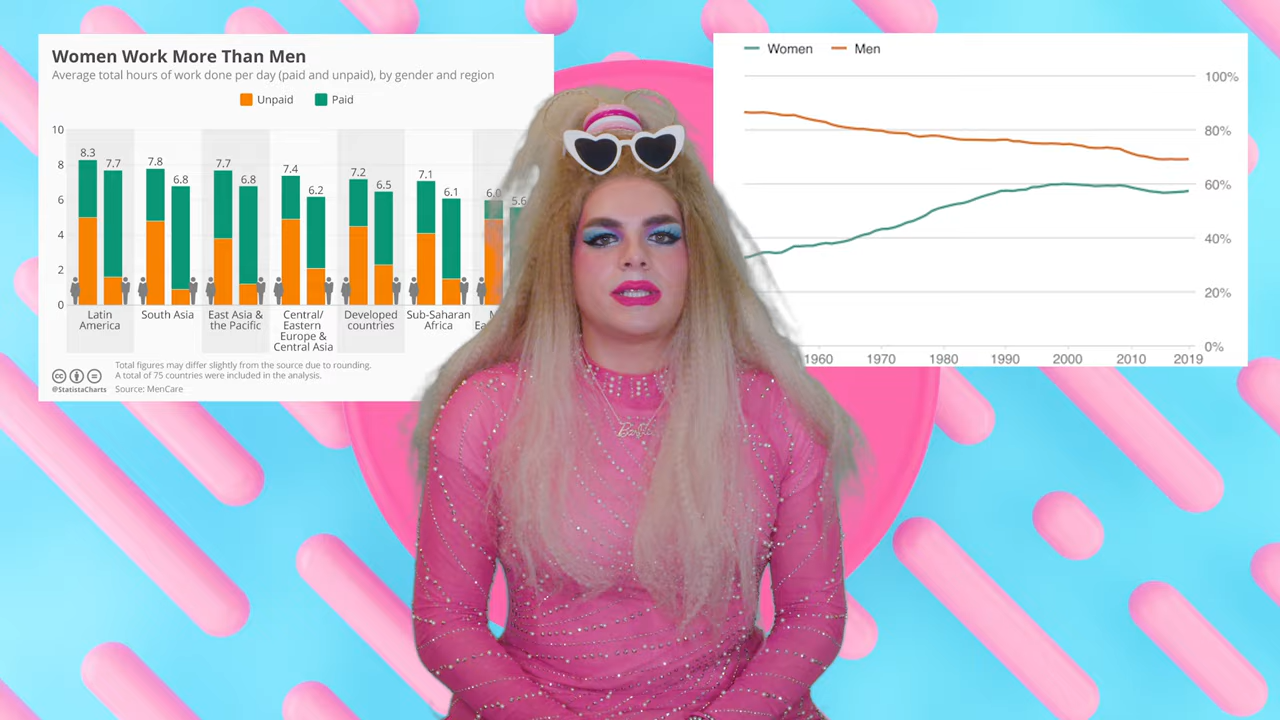 Women Work More Than Men
Average total hours of work done per day (paid and unpaid), by gender and region
Unpaid Paid
10
8
6
4
2
0
8.3 7.7 7.8 6.8 7.7 6.8 7.4 6.2 7.2 6.5 7.1 6.1 6.0 5.6
Latin America
South Asia
East Asia & the Pacific
Central/ Eastern Europe & Central Asia
Developed countries
Sub-Saharan Africa
Total figures may differ slightly from the source due to rounding.
A total of 75 countries were included in the analysis.
@StatistaCharts Source: MenCare
Women Men
100%
80%
60%
40%
20%
0%
1960 1970 1980 1990 2000 2010 2019
Barbie